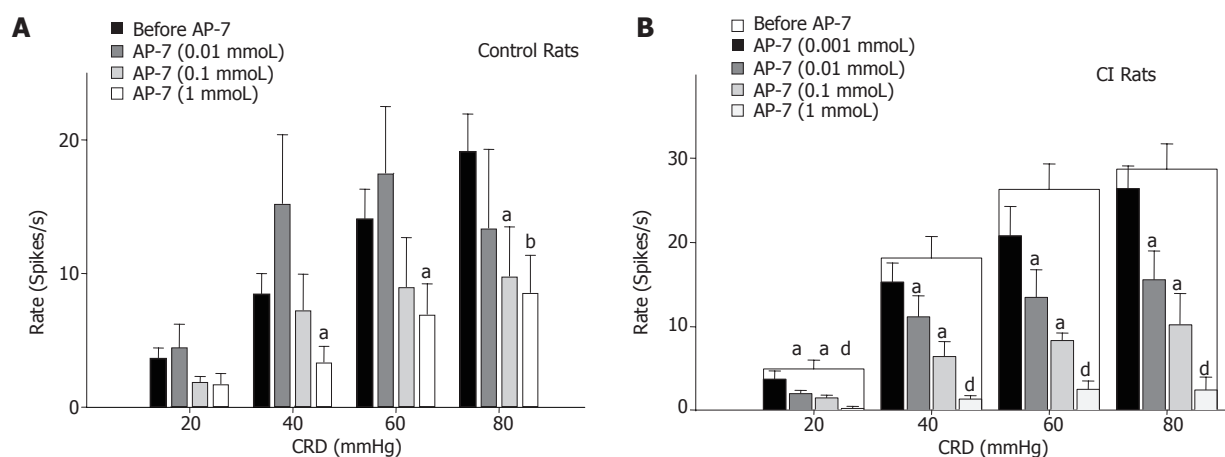 A
Before AP-7
AP-7 (0.01 mmoL)
AP-7 (0.1 mmoL)
AP-7 (1 mmoL)
Control Rats
Rate (Spikes/s)
20
10
0
a
a
a
b
20
40
60
80
CRD (mmHg)
B
Before AP-7
AP-7 (0.001 mmoL)
AP-7 (0.01 mmoL)
AP-7 (0.1 mmoL)
AP-7 (1 mmoL)
CI Rats
Rate (Spikes/s)
30
20
10
0
a a d
a
a
d
a
a
d
a
a
d
20
40
60
80
CRD (mmHg)